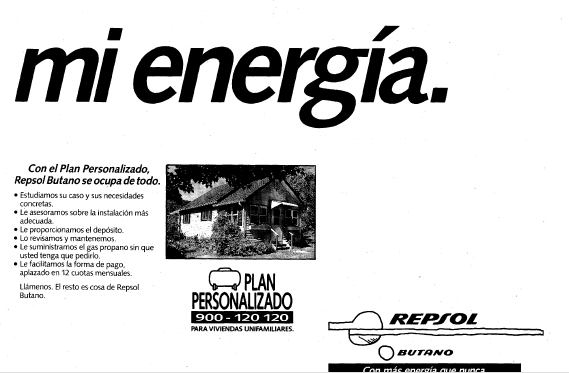 mi energía.
Con el Plan Personalizado,
Repsol Butano se ocupa de todo.
• Estudiamos su caso y sus necesidades
concretas.
• Le asesoramos sobre la instalación más
adecuada.
• Le proporcionamos el depósito.
• Lo revisamos y mantenemos.
• Le suministramos el gas propano sin que
usted tenga que pedirlo.
• Le facilitamos la forma de pago,
aplazado en 12 cuotas mensuales.
Llámenos. El resto es cosa de Repsol
Butano.
PLAN
PERSONALIZADO
900 - 120 120
PARA VIVIENDAS UNIFAMILIARES.
REPSOL
BUTANO
Con más energía que nunca